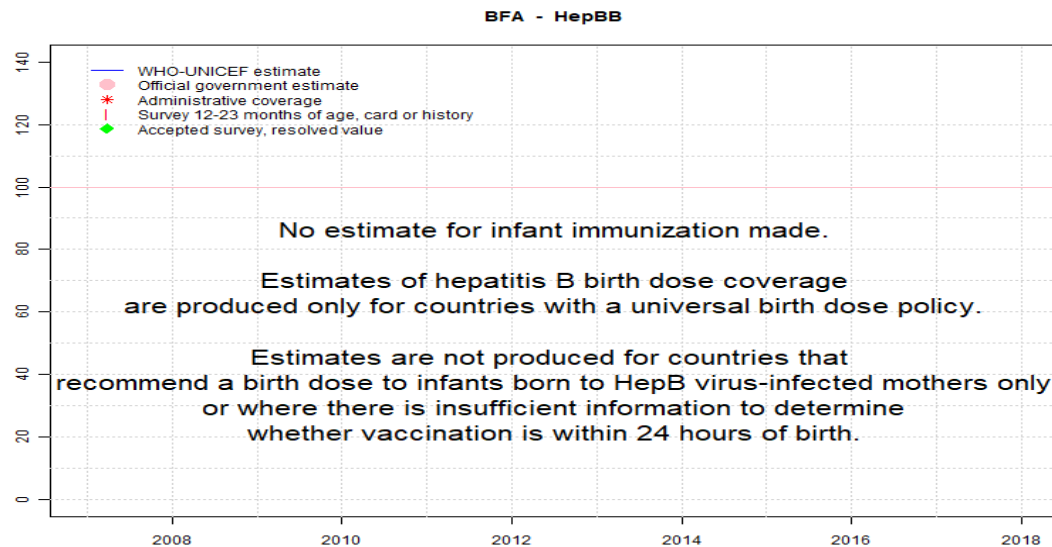 BFA - HepBB
WHO-UNICEF estimate
Official government estimate
Administrative coverage
Survey 12-23 months of age, card or history
Accepted survey, resolved value
No estimate for infant immunization made.
Estimates of hepatitis B birth dose coverage
are produced only for countries with a universal birth dose policy.
Estimates are not produced for countries that
recommend a birth dose to infants born to HepB virus-infected mothers only
or where there is insufficient information to determine
whether vaccination is within 24 hours of birth.
140
120
100
80
60
40
20
0
2008 2010 2012 2014 2016 2018